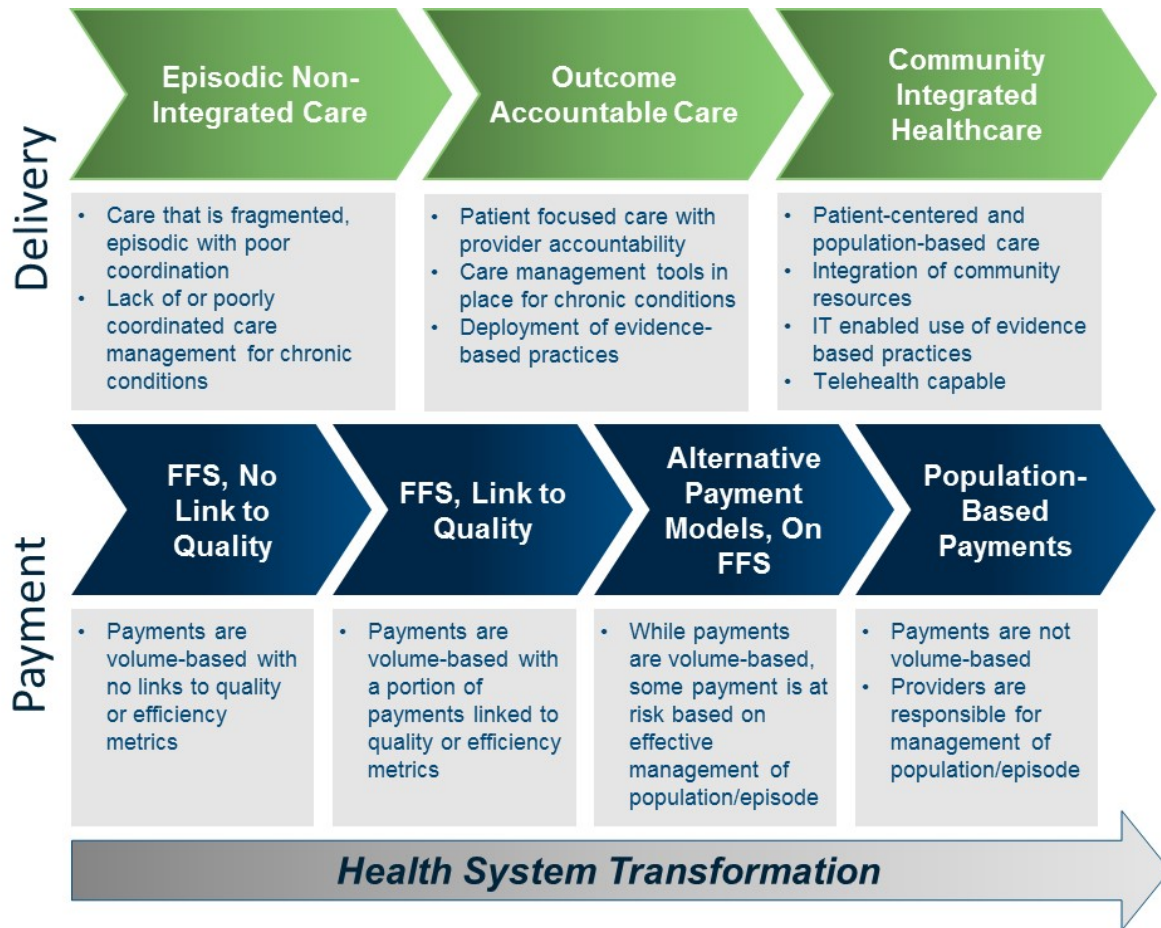 Delivery
Episodic Non-
Integrated Care
• Care that is fragmented,
episodic with poor
coordination
• Lack of or poorly
coordinated care
management for chronic
conditions
Outcome
Accountable Care
• Patient focused care with
provider accountability
• Care management tools in
place for chronic conditions
• Deployment of evidence-
based practices
Community
Integrated
Healthcare
• Patient-centered and
population-based care
• Integration of community
resources
• IT enabled use of evidence
based practices
• Telehealth capable
Payment
FFS, No
Link to
Quality
• Payments are
volume-based with
no links to quality
or efficiency
metrics
FFS, Link to
Quality
• Payments are
volume-based with
a portion of
payments linked to
quality or efficiency
metrics
Alternative
Payment
Models, On
FFS
• While payments
are volume-based,
some payment is at
risk based on
effective
management of
population/episode
Population-
Based
Payments
• Payments are not
volume-based
• Providers are
responsible for
management of
population/episode
Health System Transformation